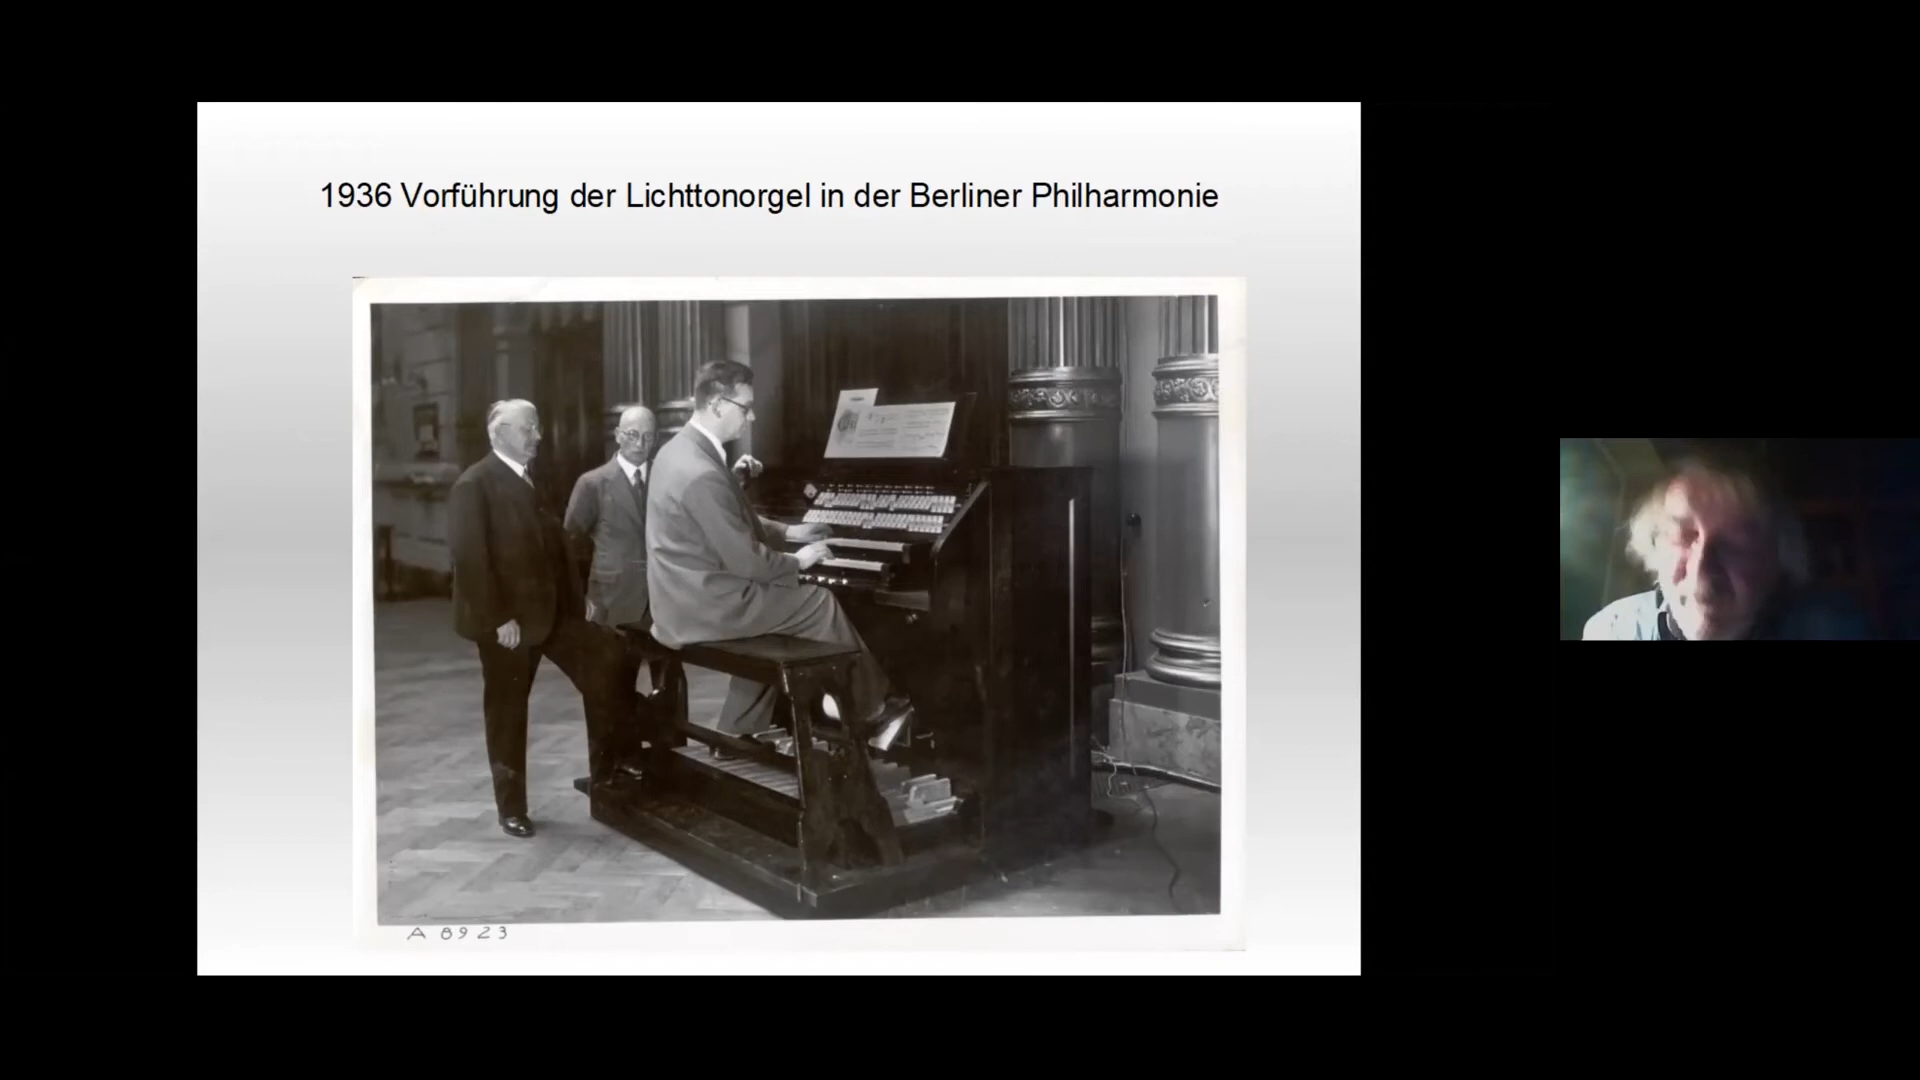 1936 Vorführung der Lichttonorgel in der Berliner Philharmonie
A 8923